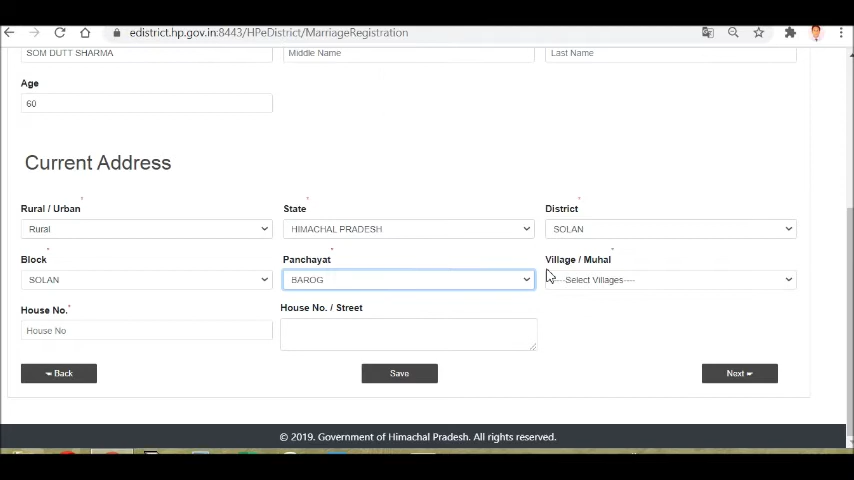 edistrict.hp.gov.in:8443/HPeDistrict/MarriageRegistration
SOM DUTT SHARMA Middle Name Last Name
Age
60
Current Address
Rural / Urban* State* District*
Rural HIMACHAL PRADESH SOLAN
Block* Panchayat* Village / Muhal*
SOLAN BAROG ----Select Villages----
House No.* House No. / Street
House No
Back Save Next
© 2019. Government of Himachal Pradesh. All rights reserved.